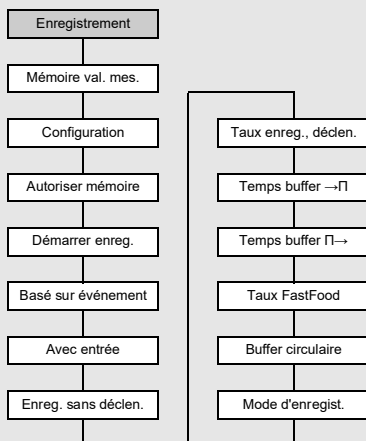 Enregistrement
Mémoire val. mes.
Configuration
Autoriser mémoire
Démarrer enreg.
Basé sur événement
Avec entrée
Enreg. sans déclen.
Taux enreg., déclen.
Temps buffer →Π
Temps buffer Π→
Taux FastFood
Buffer circulaire
Mode d'enregist.